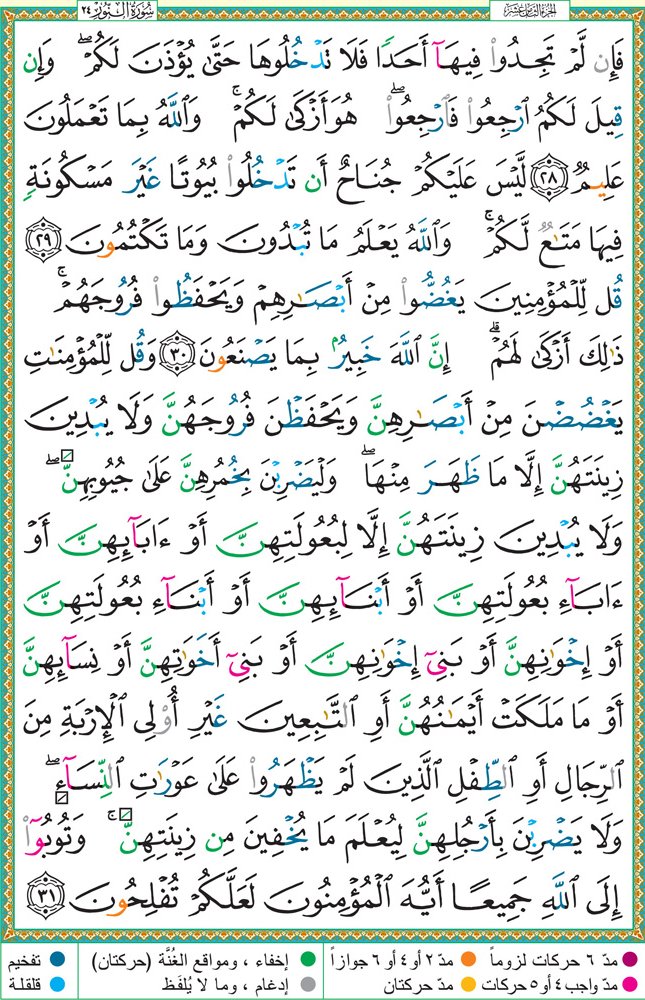 الجزء الثامن عشر
سورة النور ٢٤
فَإِن لَّمْ تَجِدُوا۟ فِيهَآ أَحَدًا فَلَا تَدْخُلُوهَا حَتَّىٰ يُؤْذَنَ لَكُمْ ۖ وَإِن
قِيلَ لَكُمُ ٱرْجِعُوا۟ فَٱرْجِعُوا۟ ۖ هُوَ أَزْكَىٰ لَكُمْ ۚ وَٱللَّهُ بِمَا تَعْمَلُونَ
عَلِيمٌ ٢٨ لَّيْسَ عَلَيْكُمْ جُنَاحٌ أَن تَدْخُلُوا۟ بُيُوتًا غَيْرَ مَسْكُونَةٍ
فِيهَا مَتَـٰعٌ لَّكُمْ ۚ وَٱللَّهُ يَعْلَمُ مَا تُبْدُونَ وَمَا تَكْتُمُونَ ٢٩
قُل لِّلْمُؤْمِنِينَ يَغُضُّوا۟ مِنْ أَبْصَـٰرِهِمْ وَيَحْفَظُوا۟ فُرُوجَهُمْ ۚ
ذَٰلِكَ أَزْكَىٰ لَهُمْ ۗ إِنَّ ٱللَّهَ خَبِيرٌۢ بِمَا يَصْنَعُونَ ٣٠ وَقُل لِّلْمُؤْمِنَـٰتِ
يَغْضُضْنَ مِنْ أَبْصَـٰرِهِنَّ وَيَحْفَظْنَ فُرُوجَهُنَّ وَلَا يُبْدِينَ
زِينَتَهُنَّ إِلَّا مَا ظَهَرَ مِنْهَا ۖ وَلْيَضْرِبْنَ بِخُمُرِهِنَّ عَلَىٰ جُيُوبِهِنَّ ۖ
وَلَا يُبْدِينَ زِينَتَهُنَّ إِلَّا لِبُعُولَتِهِنَّ أَوْ ءَابَآئِهِنَّ أَوْ
ءَابَآءِ بُعُولَتِهِنَّ أَوْ أَبْنَآئِهِنَّ أَوْ أَبْنَآءِ بُعُولَتِهِنَّ
أَوْ إِخْوَٰنِهِنَّ أَوْ بَنِىٓ إِخْوَٰنِهِنَّ أَوْ بَنِىٓ أَخَوَٰتِهِنَّ أَوْ نِسَآئِهِنَّ
أَوْ مَا مَلَكَتْ أَيْمَـٰنُهُنَّ أَوِ ٱلتَّـٰبِعِينَ غَيْرِ أُو۟لِى ٱلْإِرْبَةِ مِنَ
ٱلرِّجَالِ أَوِ ٱلطِّفْلِ ٱلَّذِينَ لَمْ يَظْهَرُوا۟ عَلَىٰ عَوْرَٰتِ ٱلنِّسَآءِ ۖ
وَلَا يَضْرِبْنَ بِأَرْجُلِهِنَّ لِيُعْلَمَ مَا يُخْفِينَ مِن زِينَتِهِنَّ ۚ وَتُوبُوٓا۟
إِلَى ٱللَّهِ جَمِيعًا أَيُّهَ ٱلْمُؤْمِنُونَ لَعَلَّكُمْ تُفْلِحُونَ ٣١
مدّ ٦ حركات لزوماً مدّ ٢ أو ٤ أو ٦ جوازاً إخفاء ، ومواقع الغُنَّة (حركتان) تفخيم
مدّ واجب ٤ أو ٥ حركات مدّ حركتان إدغام ، وما لا يُلفَظ قلقلة